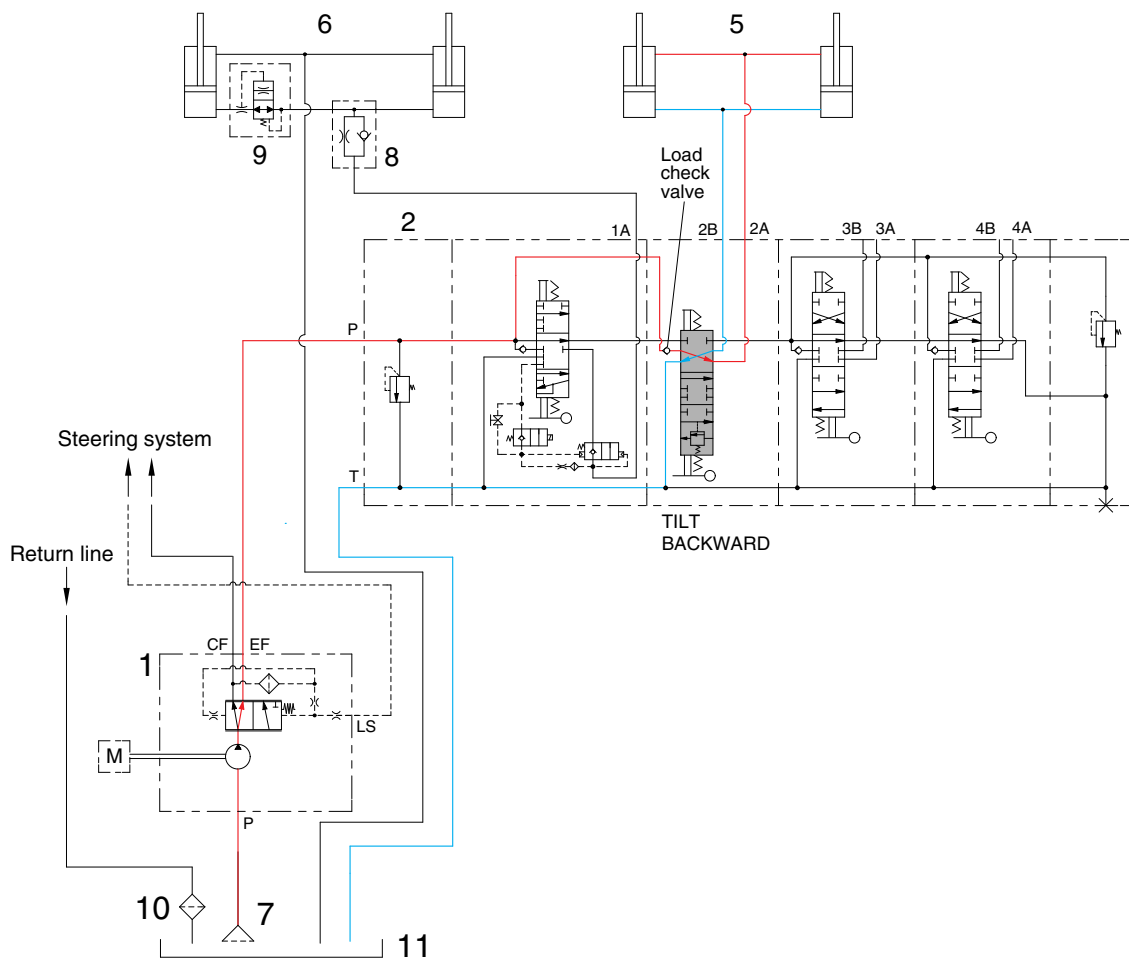 6
5
9
8
Load
check
valve
2
1A
2B
2A
3B
3A
4B
4A
P
Steering system
T
TILT
BACKWARD
Return line
CF
EF
1
LS
M
P
10
7
11